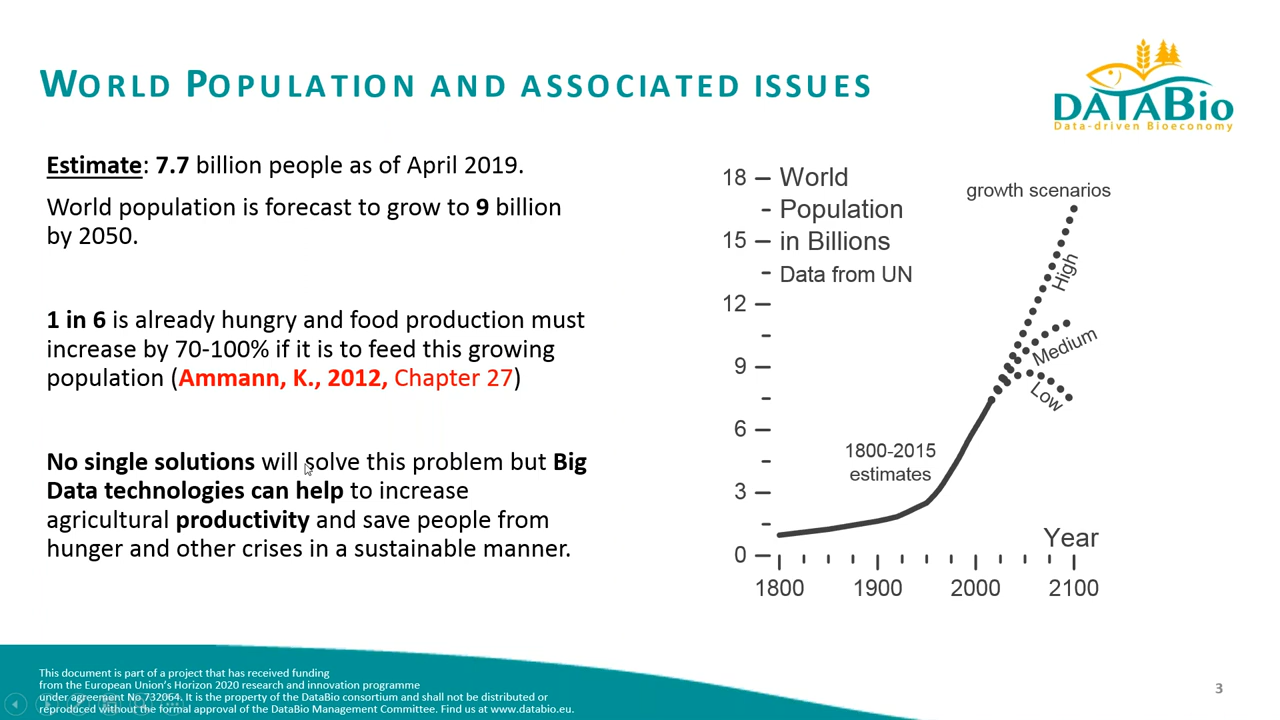 WORLD POPULATION AND ASSOCIATED ISSUES
DATABio
Data-driven Bioeconomy
Estimate: 7.7 billion people as of April 2019.
World population is forecast to grow to 9 billion
by 2050.
1 in 6 is already hungry and food production must
increase by 70-100% if it is to feed this growing
population (Ammann, K., 2012, Chapter 27)
No single solutions will solve this problem but Big
Data technologies can help to increase
agricultural productivity and save people from
hunger and other crises in a sustainable manner.
18
World
Population
15
in Billions
Data from UN
12
9
6
3
0
growth scenarios
High
Medium
Low
1800-2015
estimates
Year
1800 1900 2000 2100
This document is part of a project that has received funding
from the European Union's Horizon 2020 research and innovation programme
under agreement No 732064. It is the property of the DataBio consortium and shall not be distributed or
reproduced without the formal approval of the DataBio Management Committee. Find us at www.databio.eu.
3